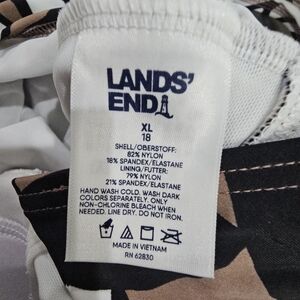 LANDS'
END
XL
18
SHELL/OBERSTOFF:
82% NYLON
18% SPANDEX/ELASTANE
LINING/FUTTER:
79% NYLON
21% SPANDEX/ELASTANE
HAND WASH COLD. WASH DARK
COLORS SEPARATELY. ONLY
NON-CHLORINE BLEACH WHEN
NEEDED. LINE DRY. DO NOT IRON.
MADE IN VIETNAM
RN 62830